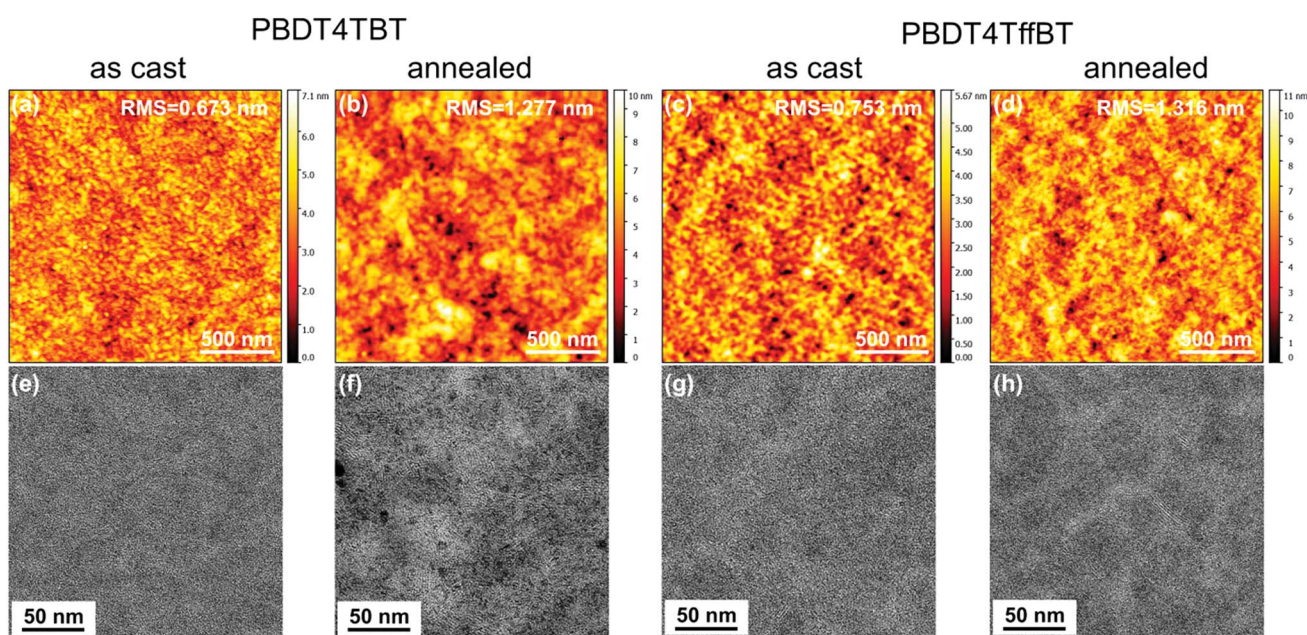 PBDT4TBT
PBDT4TffBT
as cast
annealed
as cast
annealed
(a)
RMS=0.673 nm
7.1 nm
6.0
5.0
4.0
3.0
2.0
1.0
0.0
500 nm
(b)
RMS=1.277 nm
10 nm
9
8
7
6
5
4
3
2
1
0
500 nm
(c)
RMS=0.753 nm
5.67 nm
5.00
4.50
4.00
3.50
3.00
2.50
2.00
1.50
1.00
0.50
0.00
500 nm
(d)
RMS=1.316 nm
11 nm
10
9
8
7
6
5
4
3
2
1
0
500 nm
(e)
50 nm
(f)
50 nm
(g)
50 nm
(h)
50 nm